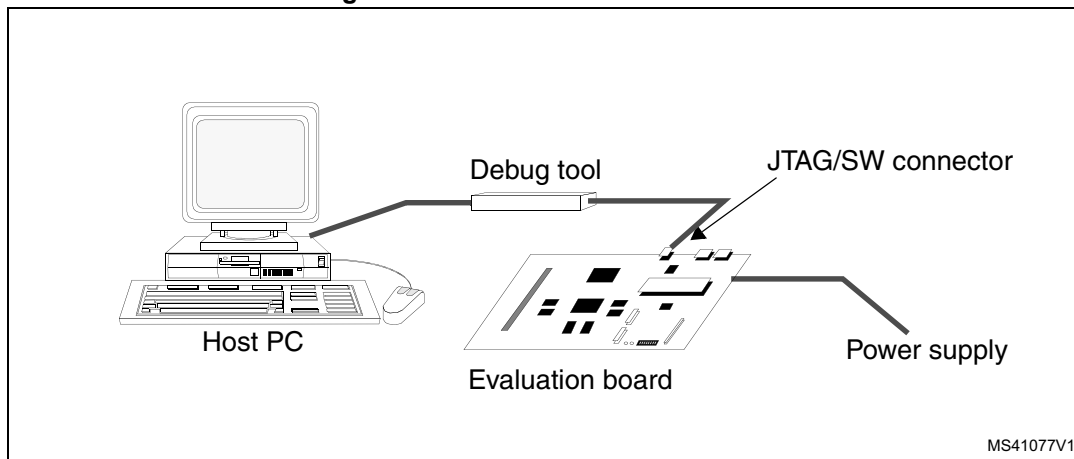 Debug tool
JTAG/SW connector
Host PC
Evaluation board
Power supply
MS41077V1